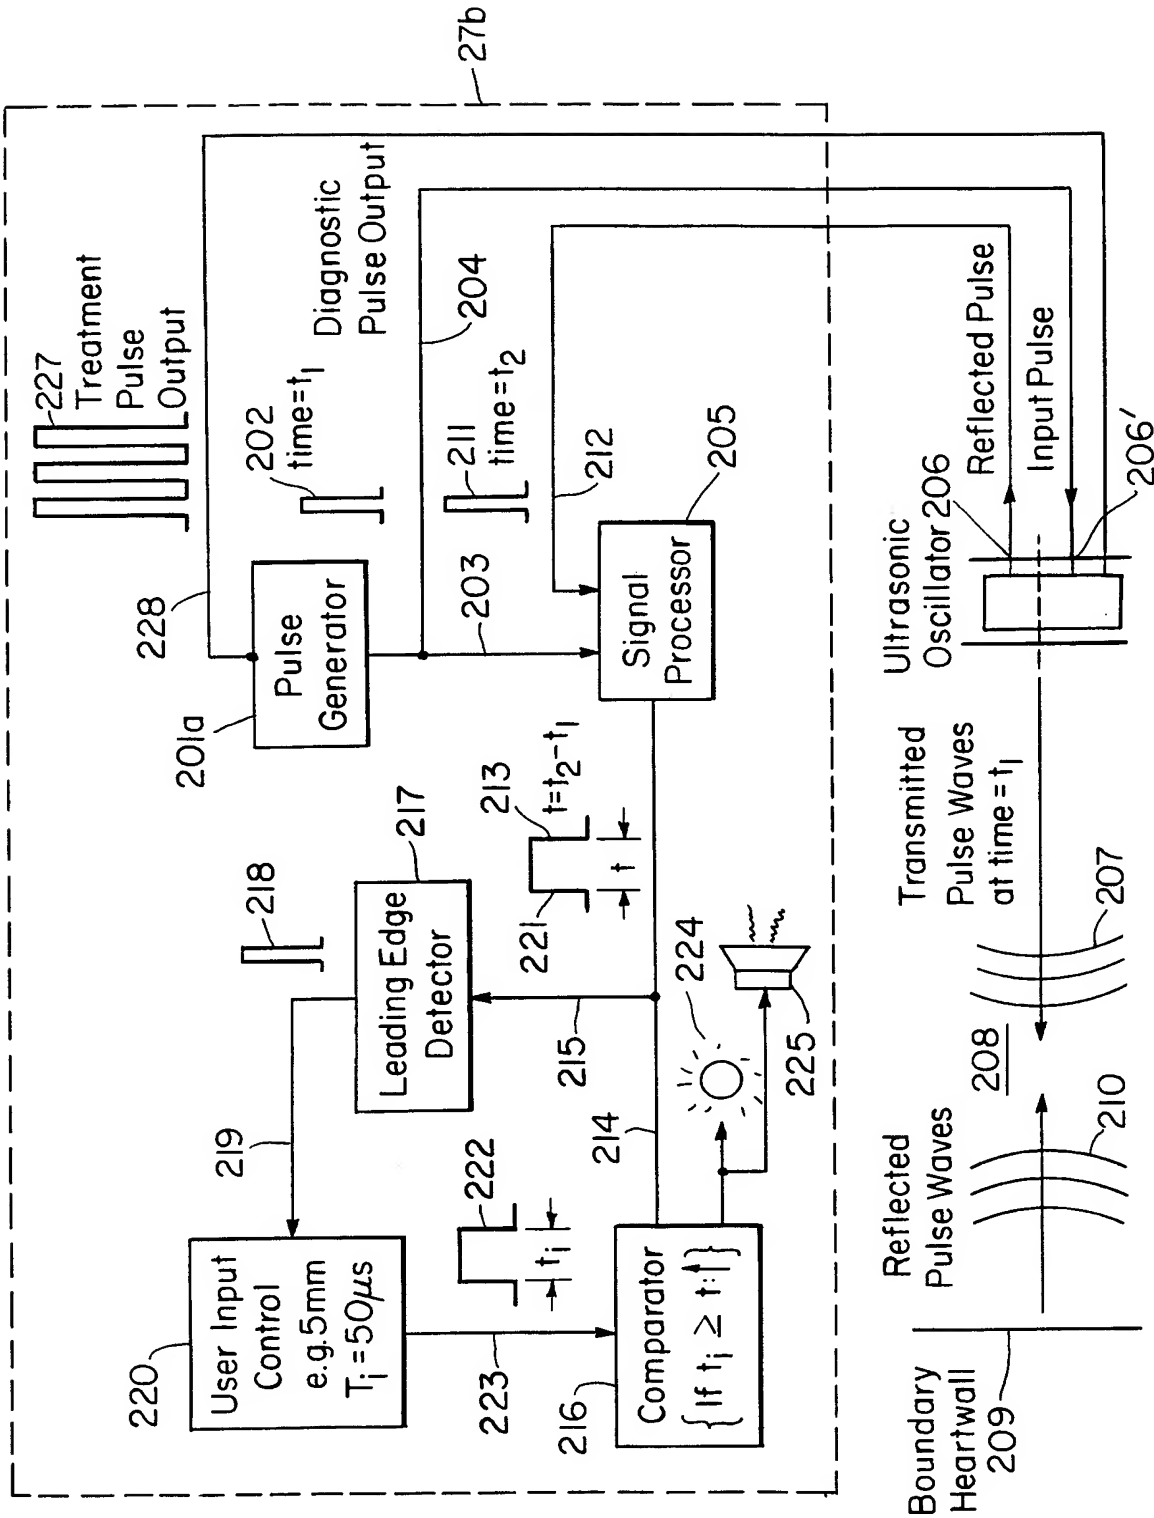 27b
227
Treatment
Pulse
Output
228
202
time=t₁
Diagnostic
Pulse Output
204
201a
Pulse
Generator
203
211
time=t₂
212
Signal
Processor
205
218
217
Leading Edge
Detector
219
213
t=t₂-t₁
221
t
215
214
224
225
220
User Input
Control
e.g.5mm
Tᵢ=50μs
222
tᵢ
223
216
Comparator
{If tᵢ ≥ t:↑}
Ultrasonic
Oscillator 206
Reflected Pulse
Input Pulse
206′
Transmitted
Pulse Waves
at time = t₁
207
208
Reflected
Pulse Waves
210
Boundary
Heartwall
209